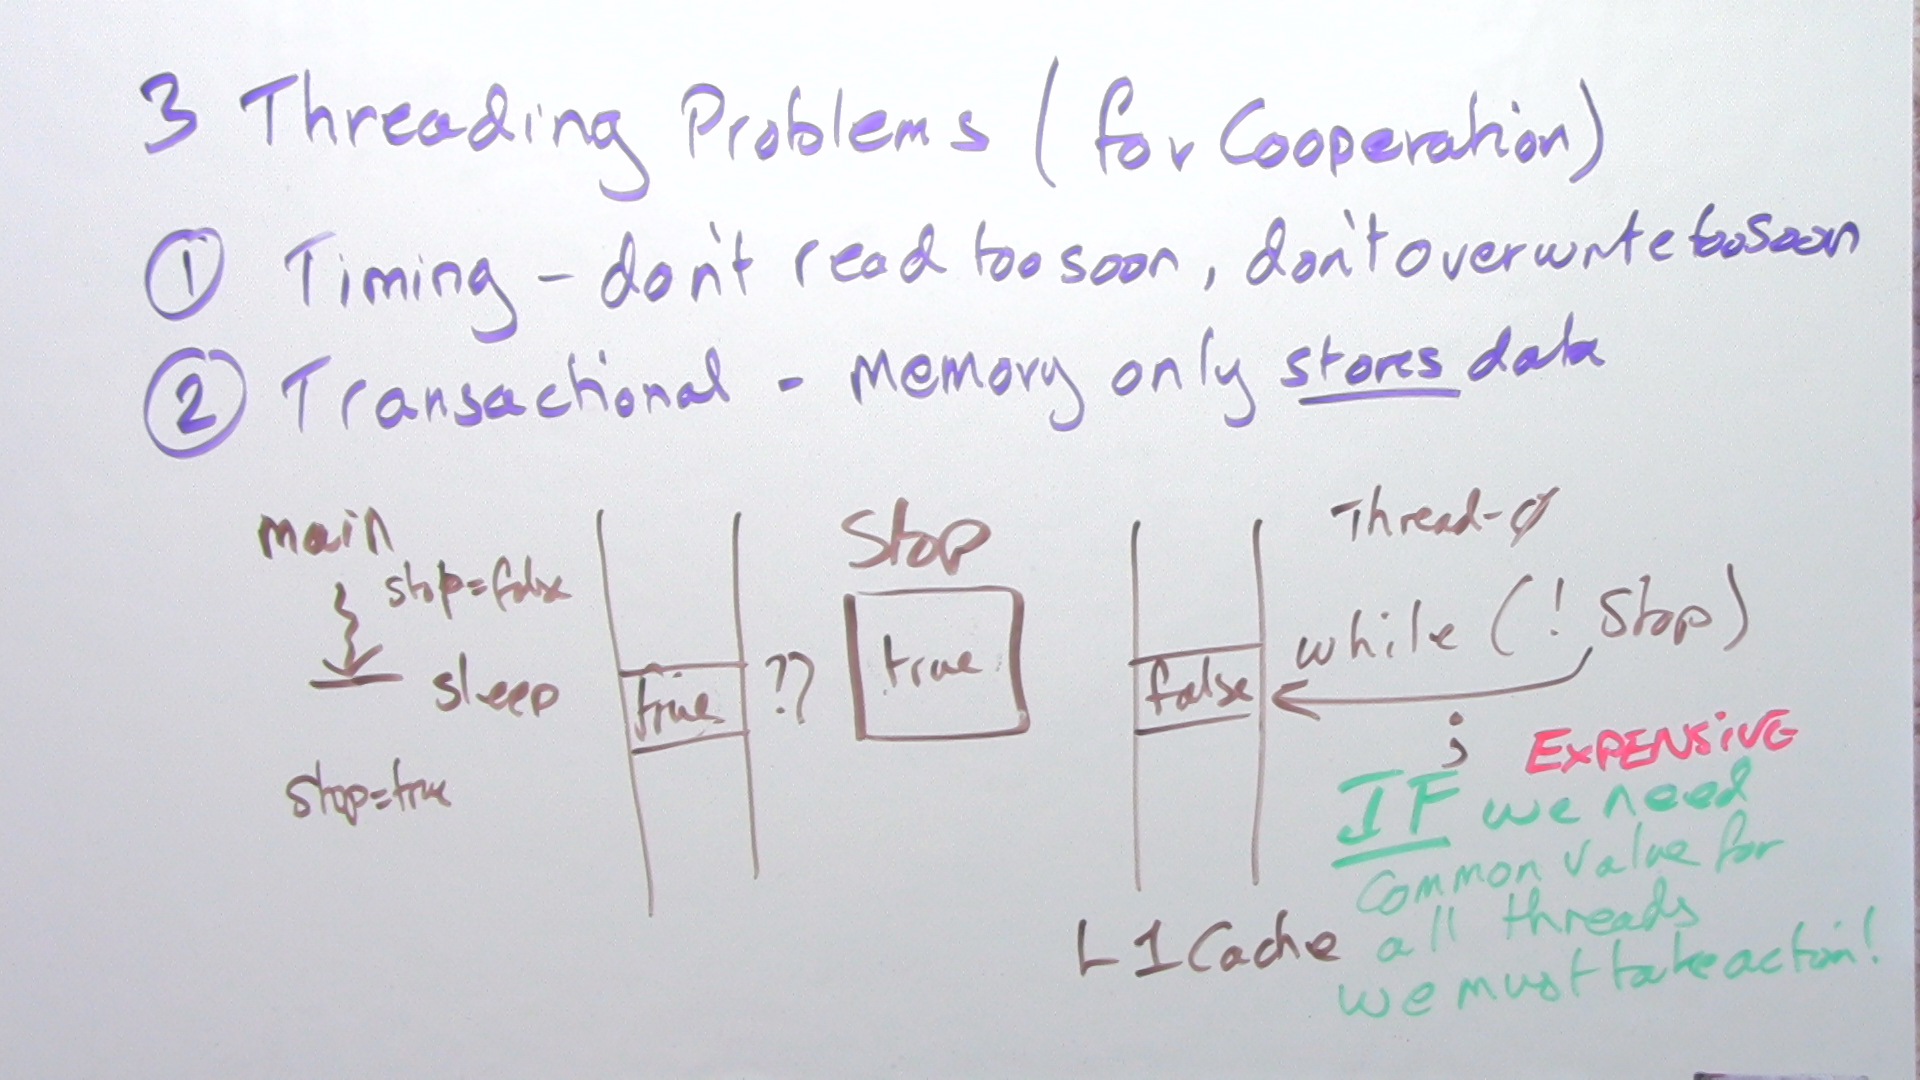 3 Threading Problems (for Cooperation)
① Timing - don't read too soon, don't overwrite too soon
② Transactional - memory only stores data
main
stop=false
sleep
stop=true
true
??
Stop
true
false
Thread-0
while (! Stop)
;
L1 Cache
EXPENSIVE
IF we need
common value for
all threads
we must take action!